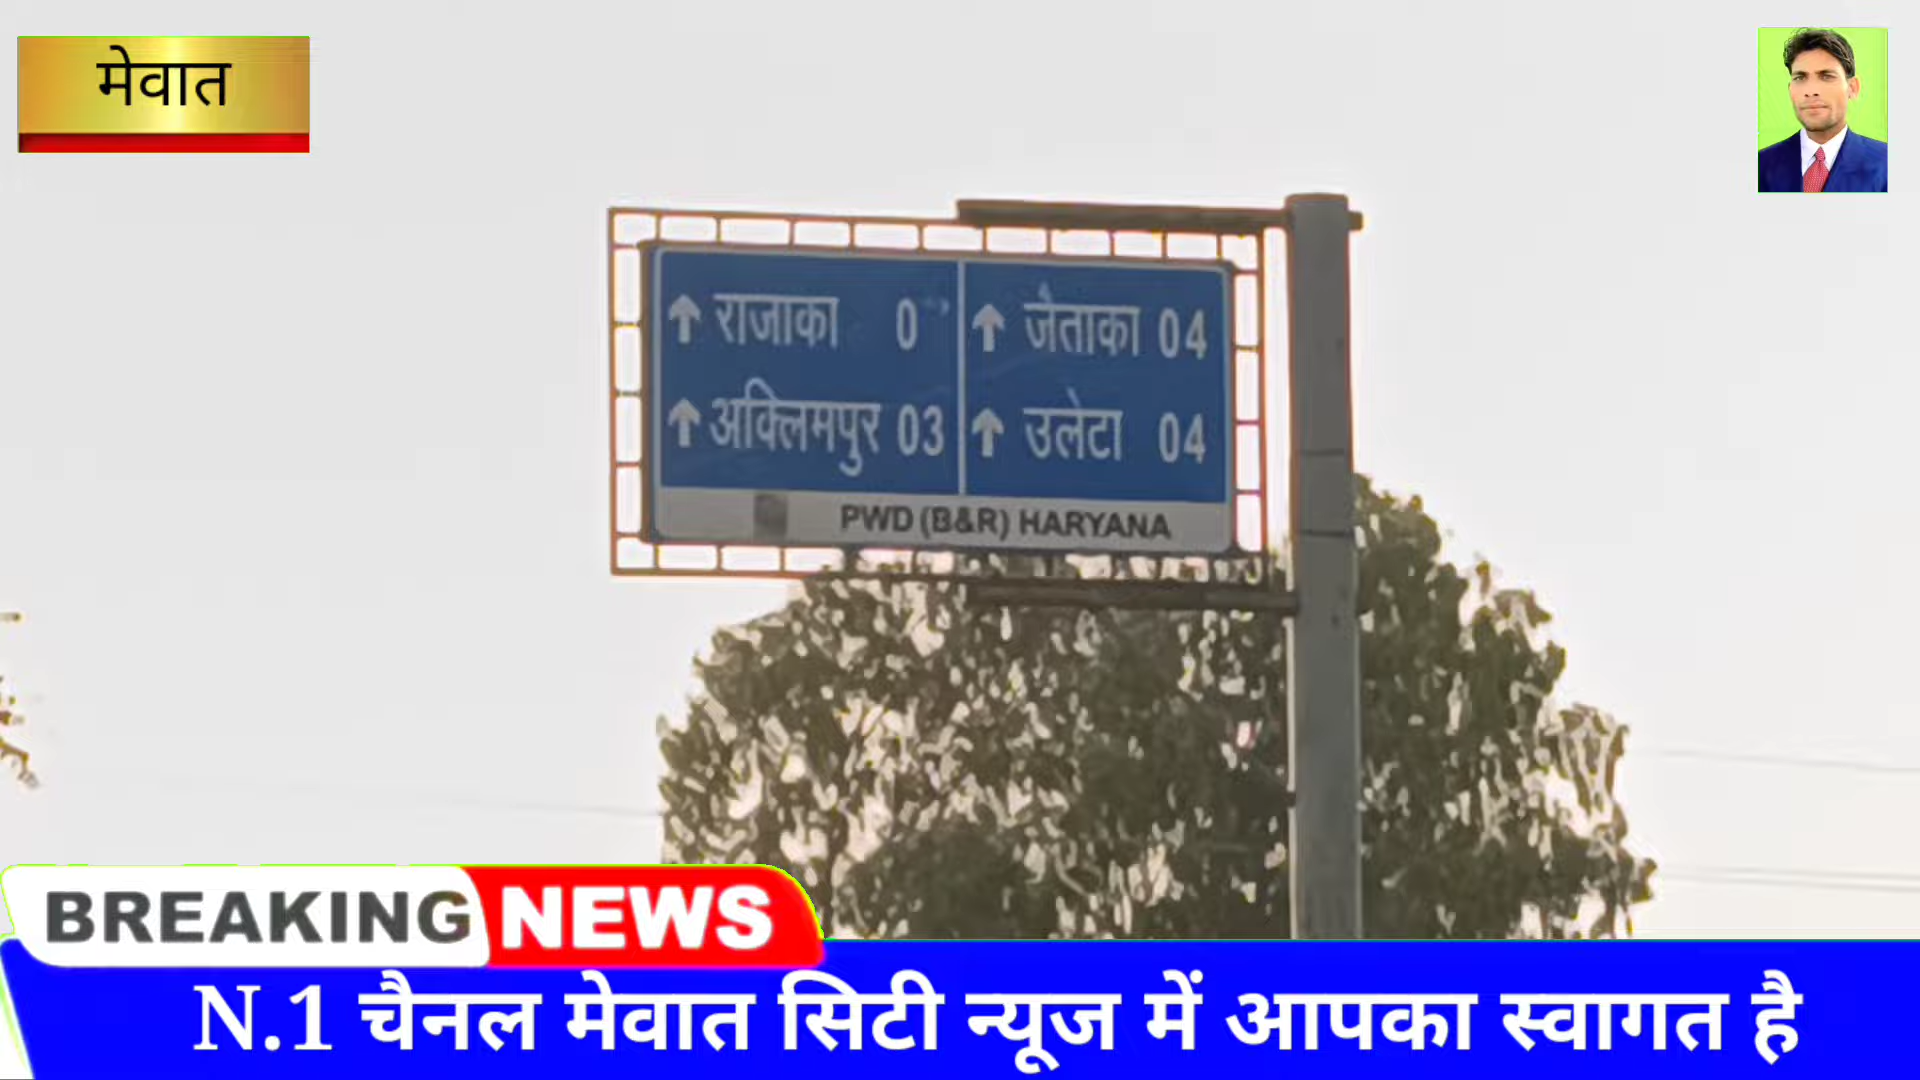 मेवात
राजाका 0
अक्लिमपुर 03
जैताका 04
उलेटा 04
PWD (B&R) HARYANA
BREAKING NEWS
N.1 चैनल मेवात सिटी न्यूज में आपका स्वागत है